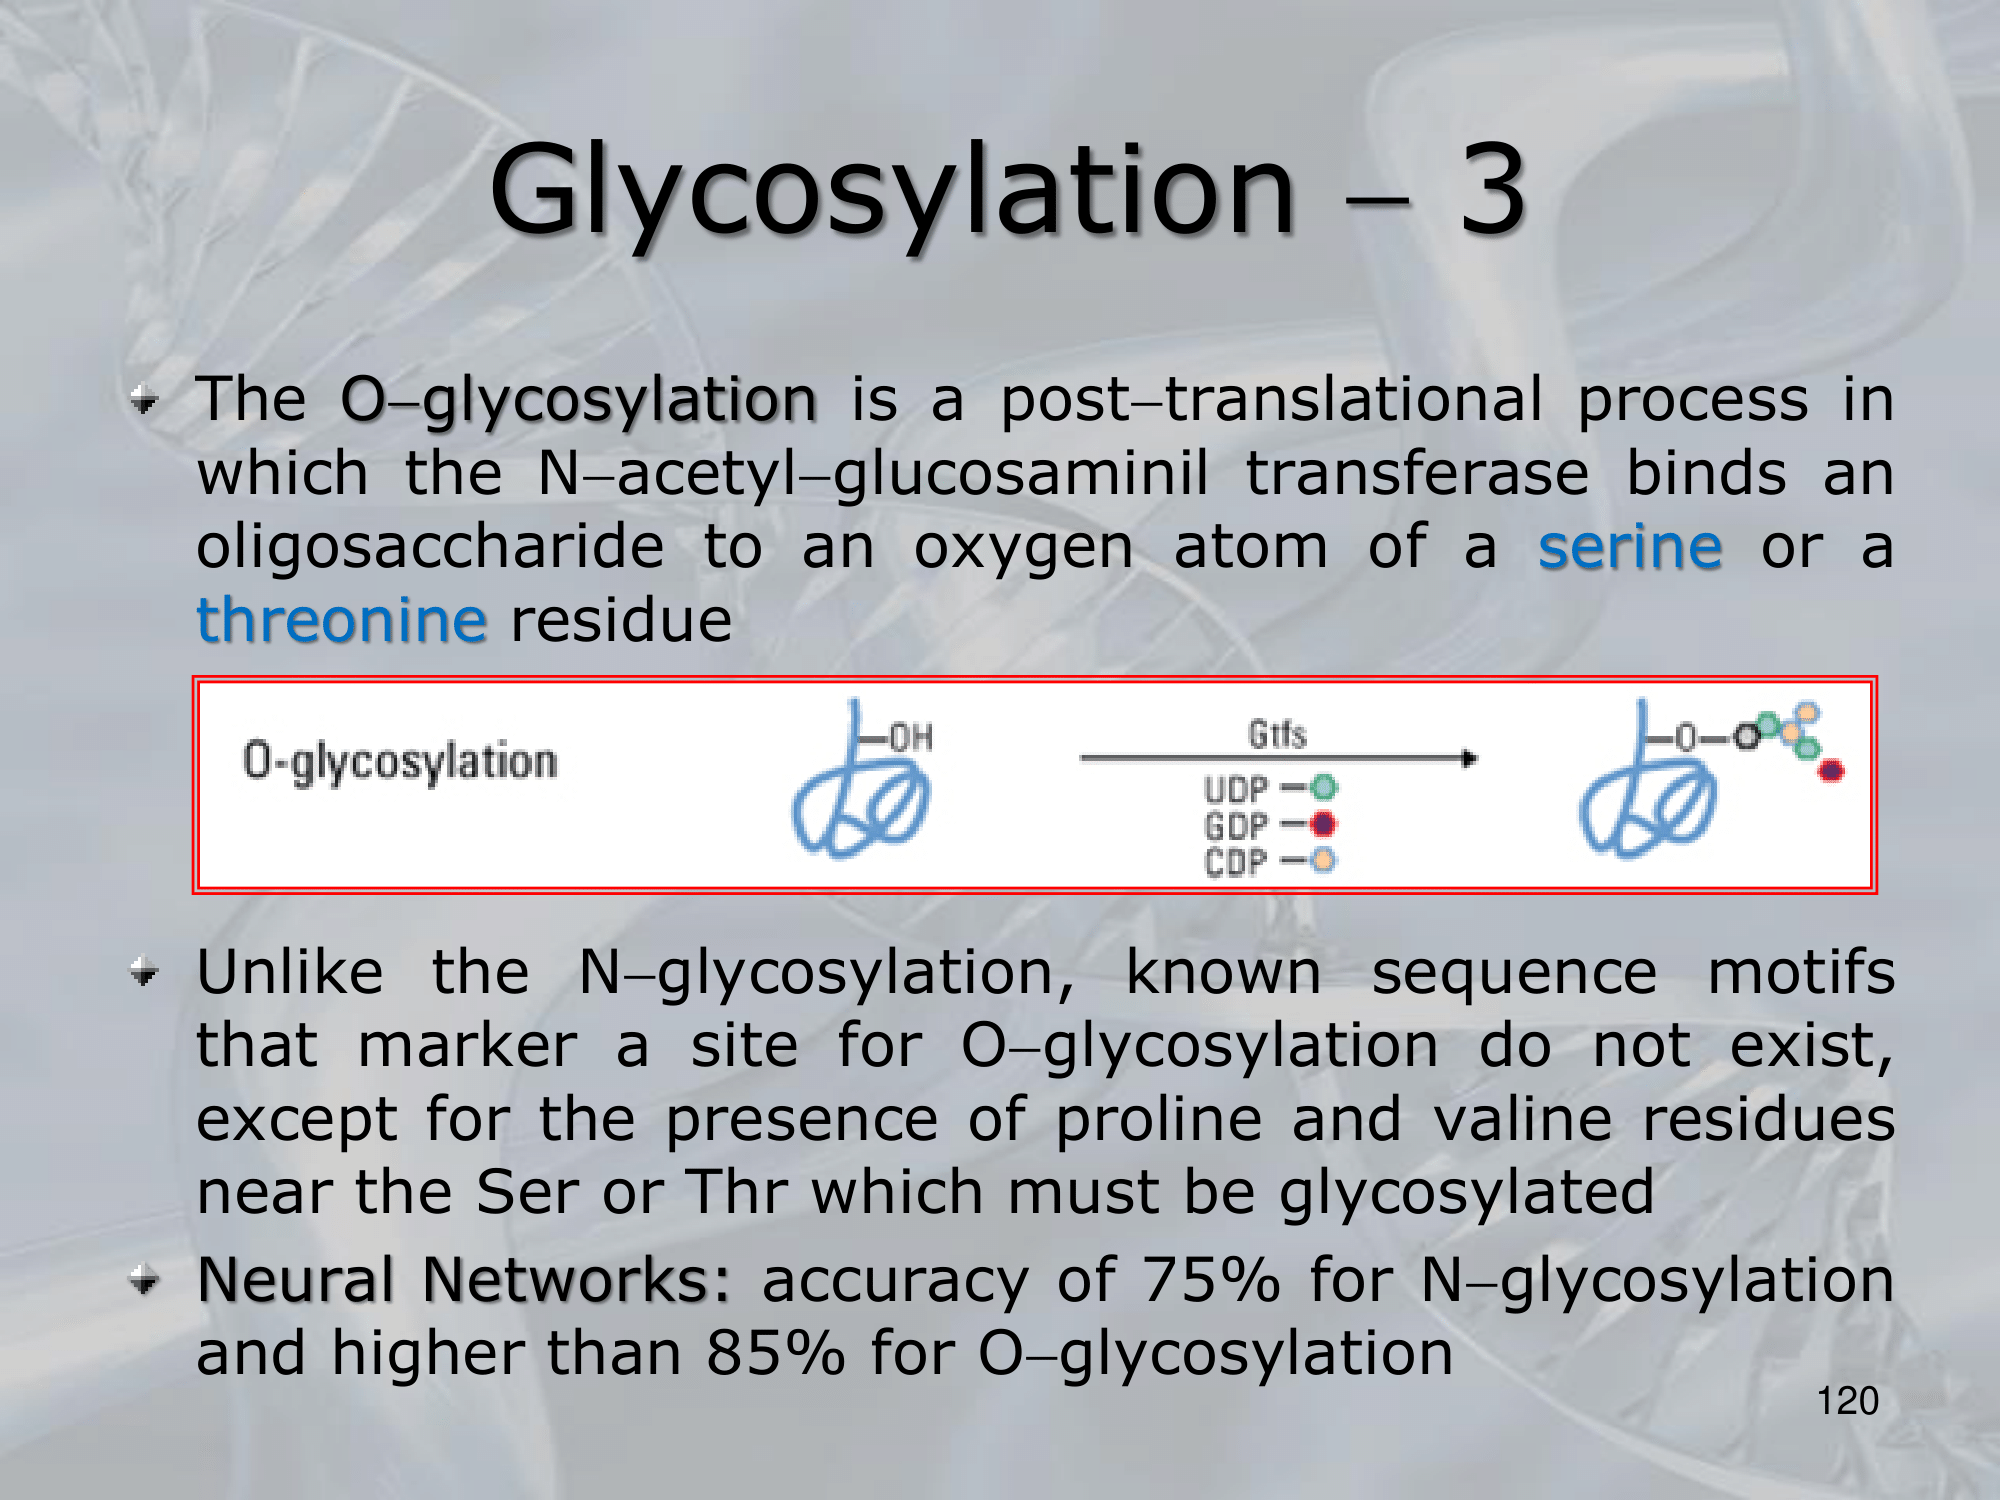 Glycosylation – 3
The O–glycosylation is a post–translational process in
which the N–acetyl–glucosaminil transferase binds an
oligosaccharide to an oxygen atom of a serine or a
threonine residue
O-glycosylation
OH
Gtfs
UDP
GDP
CDP
O
Unlike the N–glycosylation, known sequence motifs
that marker a site for O–glycosylation do not exist,
except for the presence of proline and valine residues
near the Ser or Thr which must be glycosylated
Neural Networks: accuracy of 75% for N–glycosylation
and higher than 85% for O–glycosylation
120